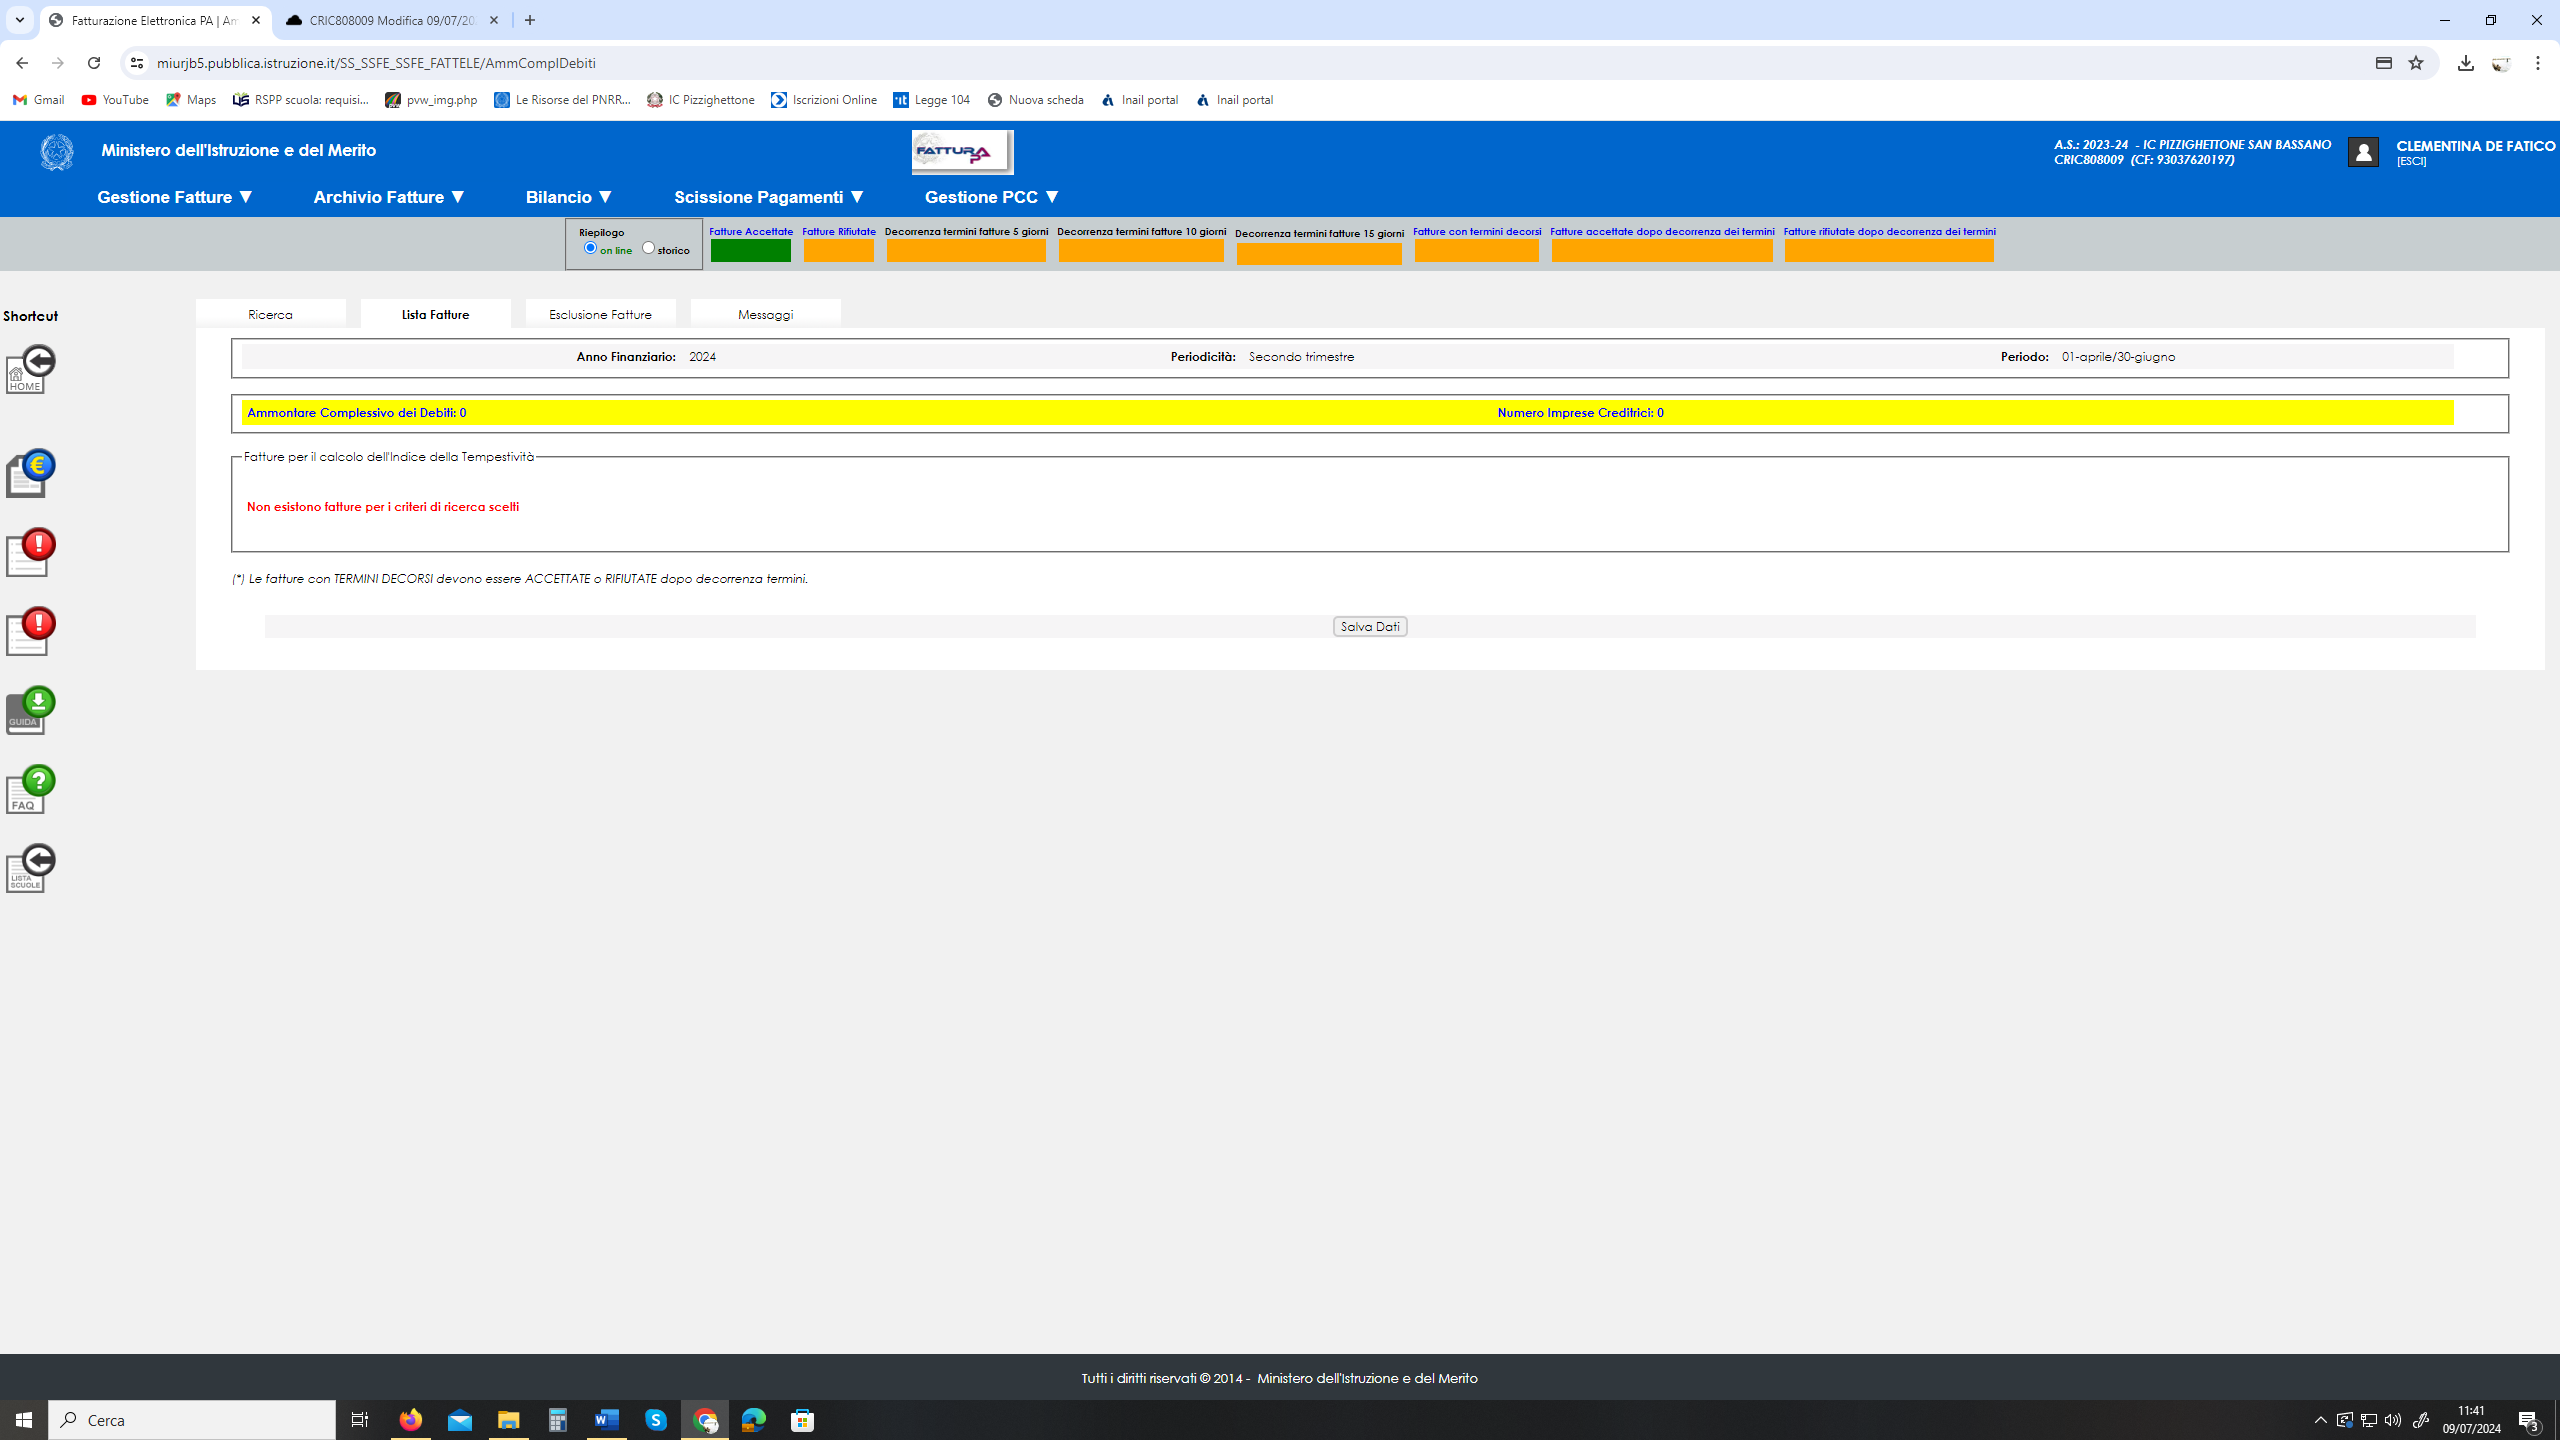 Fatturazione Elettronica PA | Am
CRIC808009 Modifica 09/07/20
miurjb5.pubblica.istruzione.it/SS_SSFE_SSFE_FATTELE/AmmComplDebiti
Gmail YouTube Maps RSPP scuola: requisi... pvw_img.php Le Risorse del PNRR... IC Pizzighettone Iscrizioni Online Legge 104 Nuova scheda Inail portal Inail portal
Ministero dell'Istruzione e del Merito
FATTURA PA
A.S.: 2023-24 - IC PIZZIGHETTONE SAN BASSANO
CRIC808009 (CF: 93037620197)
CLEMENTINA DE FATICO
[ESCI]
Gestione Fatture ▼ Archivio Fatture ▼ Bilancio ▼ Scissione Pagamenti ▼ Gestione PCC ▼
Riepilogo
on line storico
Fatture Accettate Fatture Rifiutate Decorrenza termini fatture 5 giorni Decorrenza termini fatture 10 giorni Decorrenza termini fatture 15 giorni Fatture con termini decorsi Fatture accettate dopo decorrenza dei termini Fatture rifiutate dopo decorrenza dei termini
Shortcut
HOME
GUIDA
FAQ
LISTA
SCUOLE
Ricerca Lista Fatture Esclusione Fatture Messaggi
Anno Finanziario: 2024 Periodicità: Secondo trimestre Periodo: 01-aprile/30-giugno
Ammontare Complessivo dei Debiti: 0 Numero Imprese Creditrici: 0
Fatture per il calcolo dell'Indice della Tempestività
Non esistono fatture per i criteri di ricerca scelti
(*) Le fatture con TERMINI DECORSI devono essere ACCETTATE o RIFIUTATE dopo decorrenza termini.
Salva Dati
Tutti i diritti riservati © 2014 - Ministero dell'Istruzione e del Merito
Cerca
11:41
09/07/2024
3